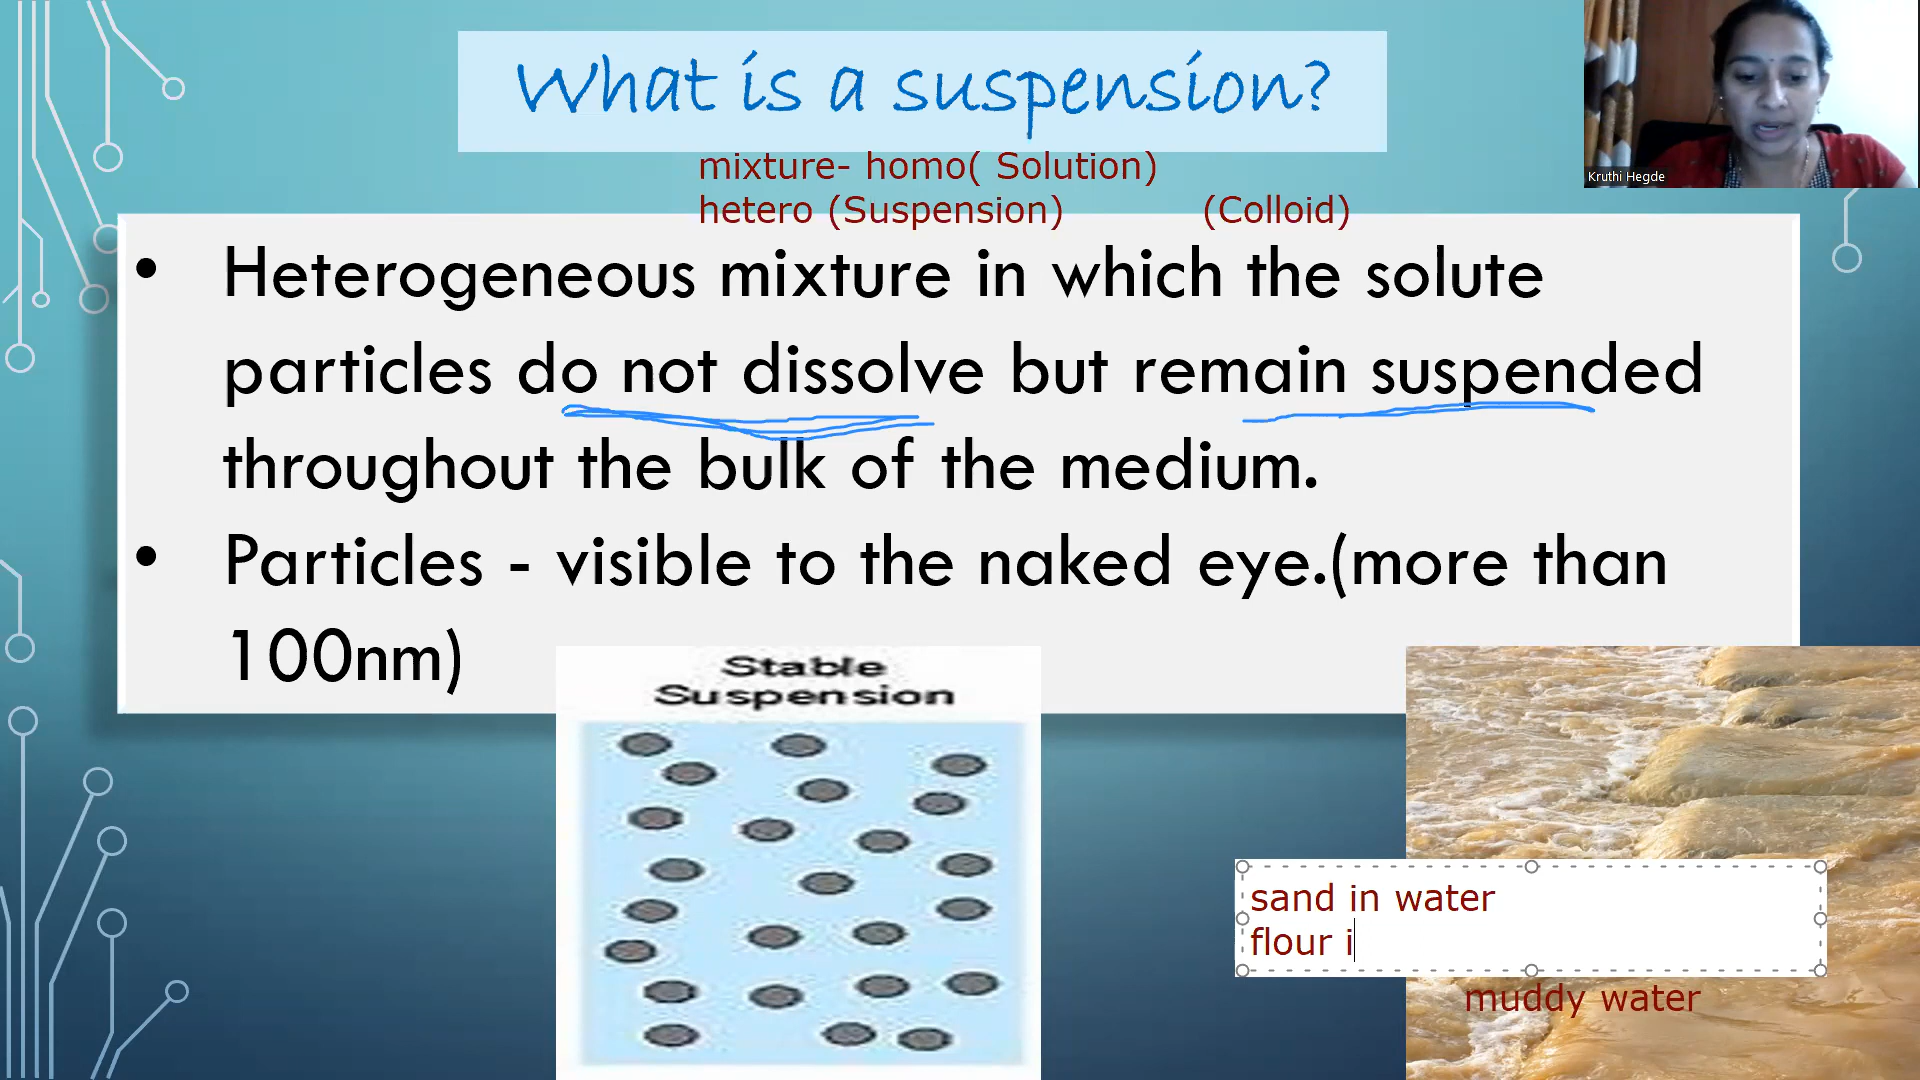 What is a suspension?
mixture- homo( Solution)
hetero (Suspension) (Colloid)
Kruthi Hegde
• Heterogeneous mixture in which the solute
particles do not dissolve but remain suspended
throughout the bulk of the medium.
• Particles - visible to the naked eye.(more than
100nm)
Stable
Suspension
sand in water
flour i
muddy water